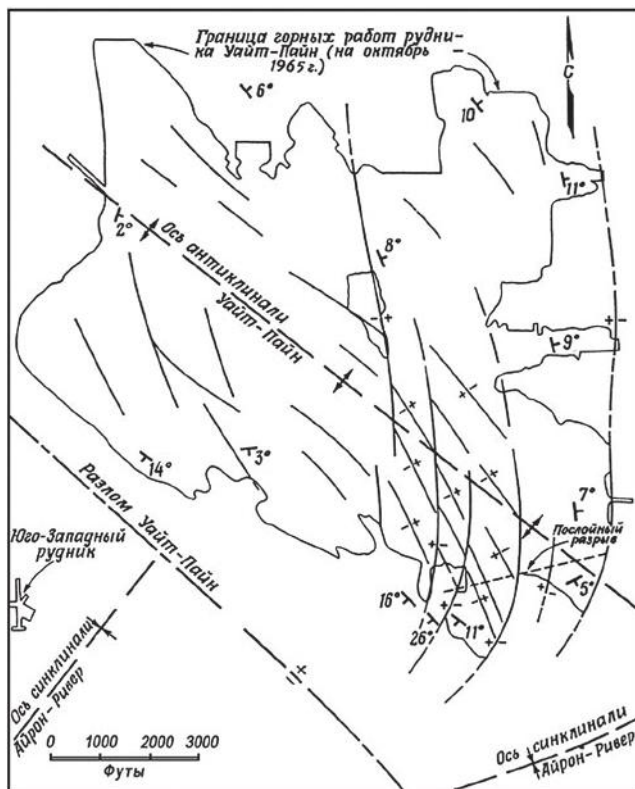 Граница горных работ рудни-
ка Уайт-Пайн (на октябрь
1965 г.)
С
6°
10
11°
2°
Ось антиклинали
Уайт-Пайн
8°
9°
14°
3°
7°
Разлом Уайт-Пайн
Послойный
разрыв
Юго-Западный
рудник
5°
16°
26°
11°
Ось синклинали
Айрон-Ривер
Ось синклинали
Айрон-Ривер
0 1000 2000 3000
Футы